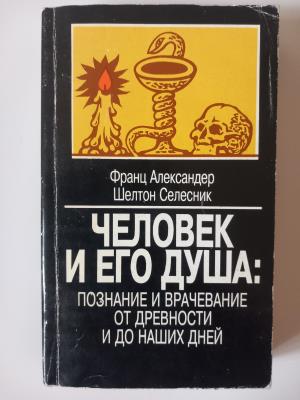 Франц Александер
Шелтон Селесник
ЧЕЛОВЕК
И ЕГО ДУША:
ПОЗНАНИЕ И ВРАЧЕВАНИЕ
ОТ ДРЕВНОСТИ
И ДО НАШИХ ДНЕЙ